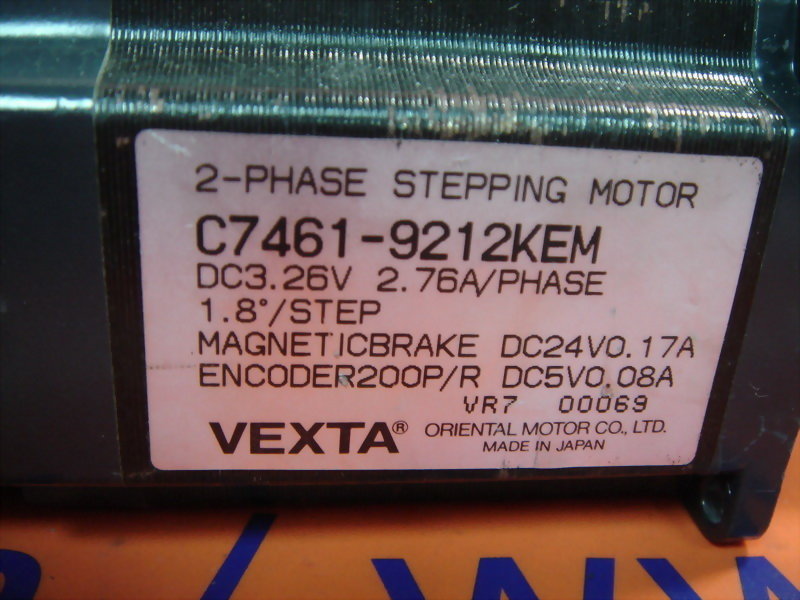 2-PHASE STEPPING MOTOR
C7461-9212KEM
DC3.26V 2.76A/PHASE
1.8°/STEP
MAGNETICBRAKE DC24V0.17A
ENCODER200P/R DC5V0.08A
VR7 00069
VEXTA® ORIENTAL MOTOR CO., LTD.
MADE IN JAPAN